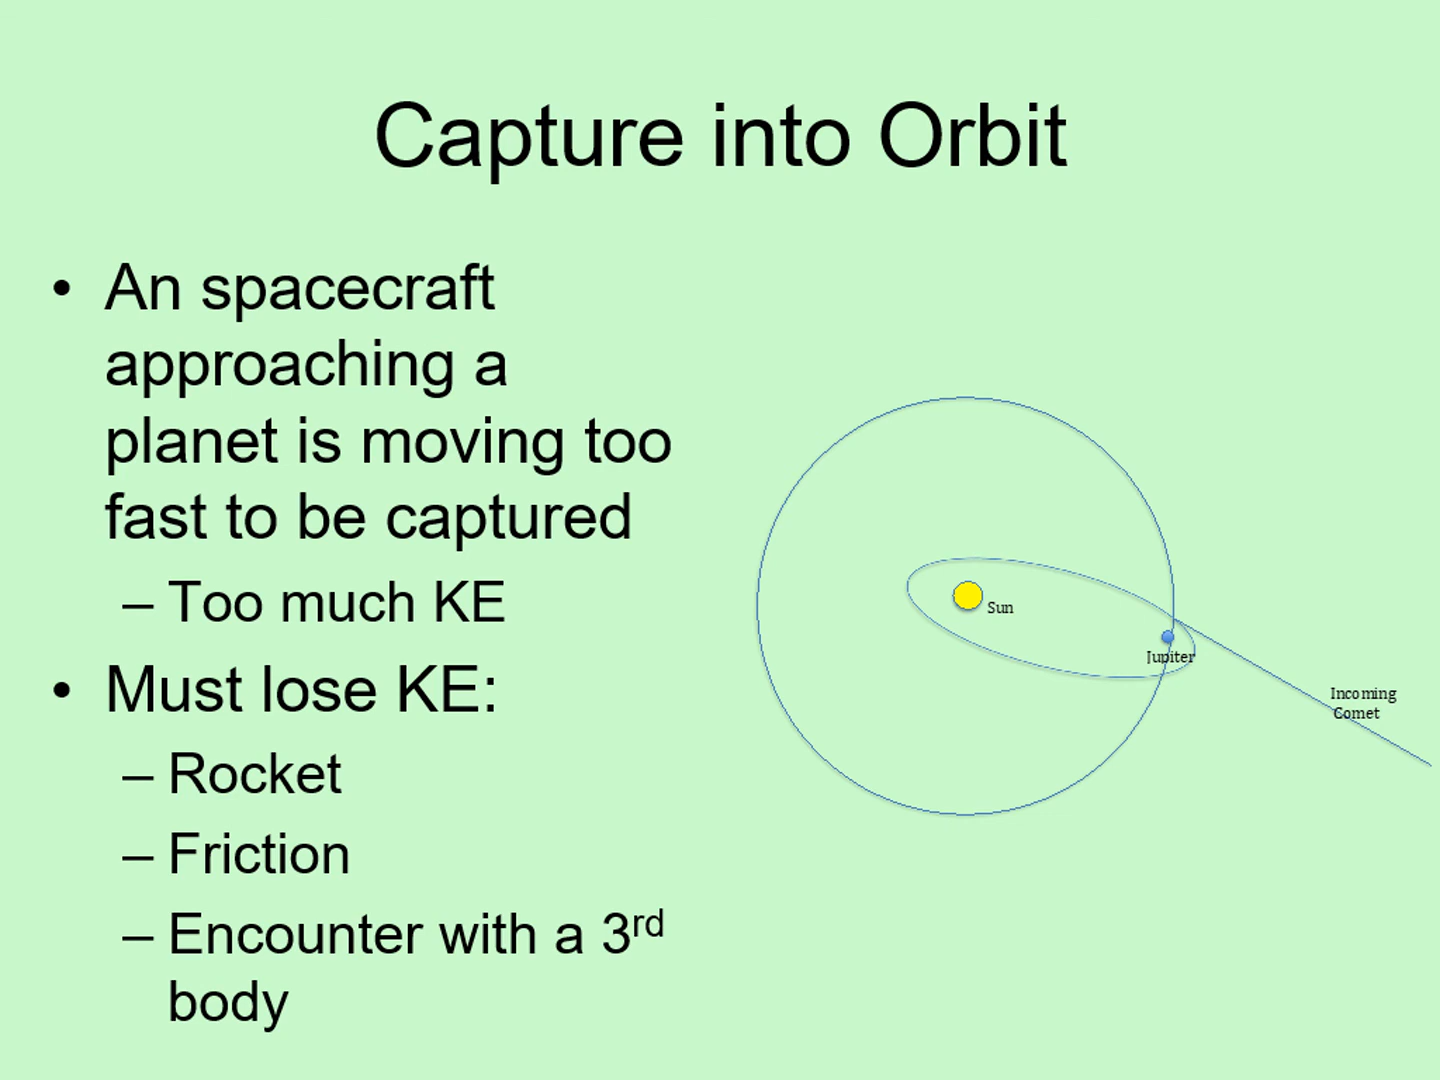 Capture into Orbit
• An spacecraft
approaching a
planet is moving too
fast to be captured
– Too much KE
• Must lose KE:
– Rocket
– Friction
– Encounter with a 3rd
body
Sun
Jupiter
Incoming
Comet